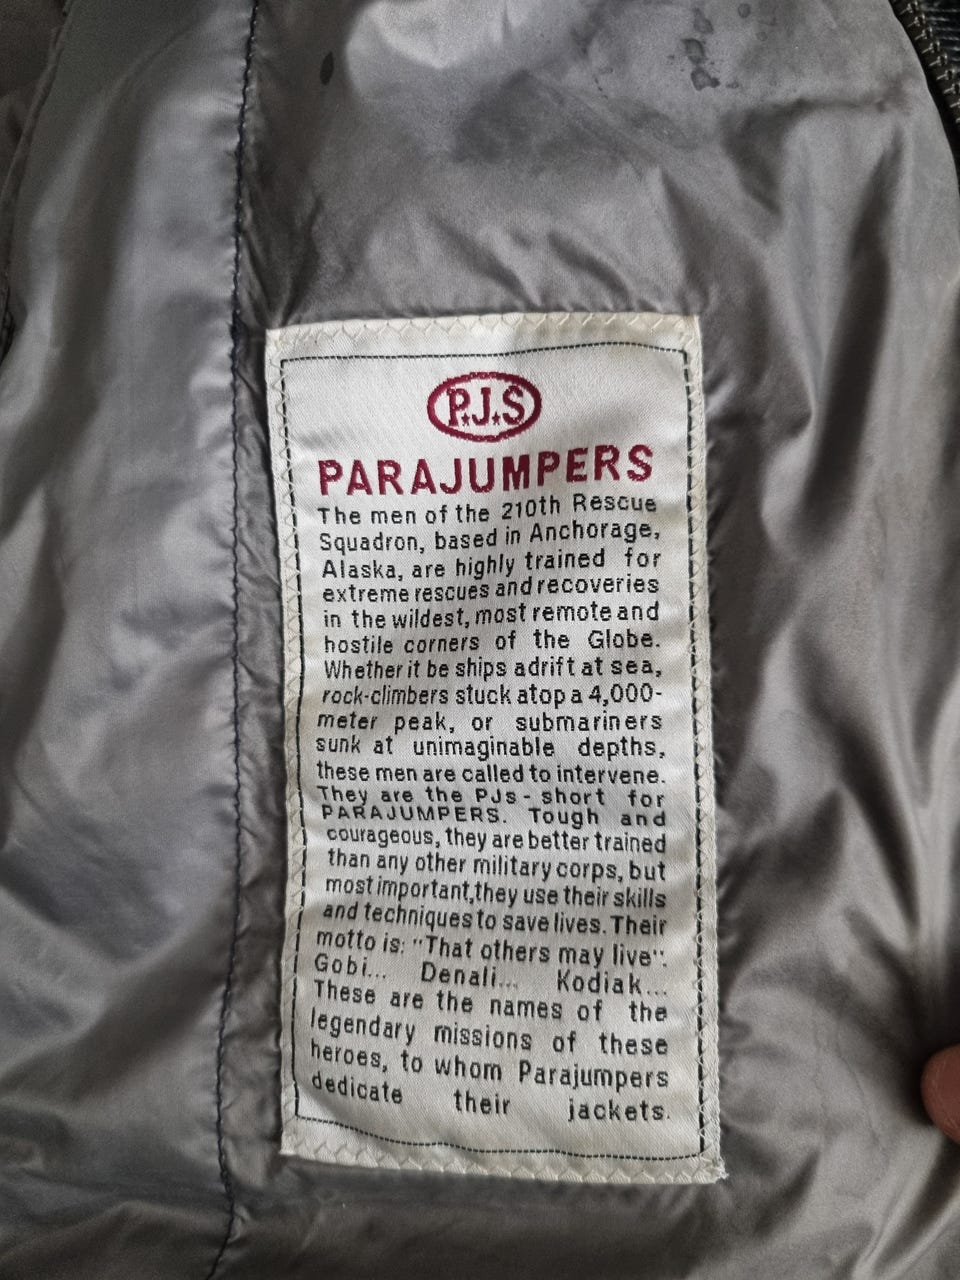 P.J.S
PARAJUMPERS
The men of the 210th Rescue
Squadron, based in Anchorage,
Alaska, are highly trained for
extreme rescues and recoveries
in the wildest, most remote and
hostile corners of the Globe.
Whether it be ships adrift at sea,
rock-climbers stuck atop a 4,000-
meter peak, or submariners
sunk at unimaginable depths,
these men are called to intervene.
They are the PJs - short for
PARAJUMPERS. Tough and
courageous, they are better trained
than any other military corps, but
most important,they use their skills
and techniques to save lives. Their
motto is: "That others may live".
Gobi... Denali... Kodiak...
These are the names of the
legendary missions of these
heroes, to whom Parajumpers
dedicate their jackets.